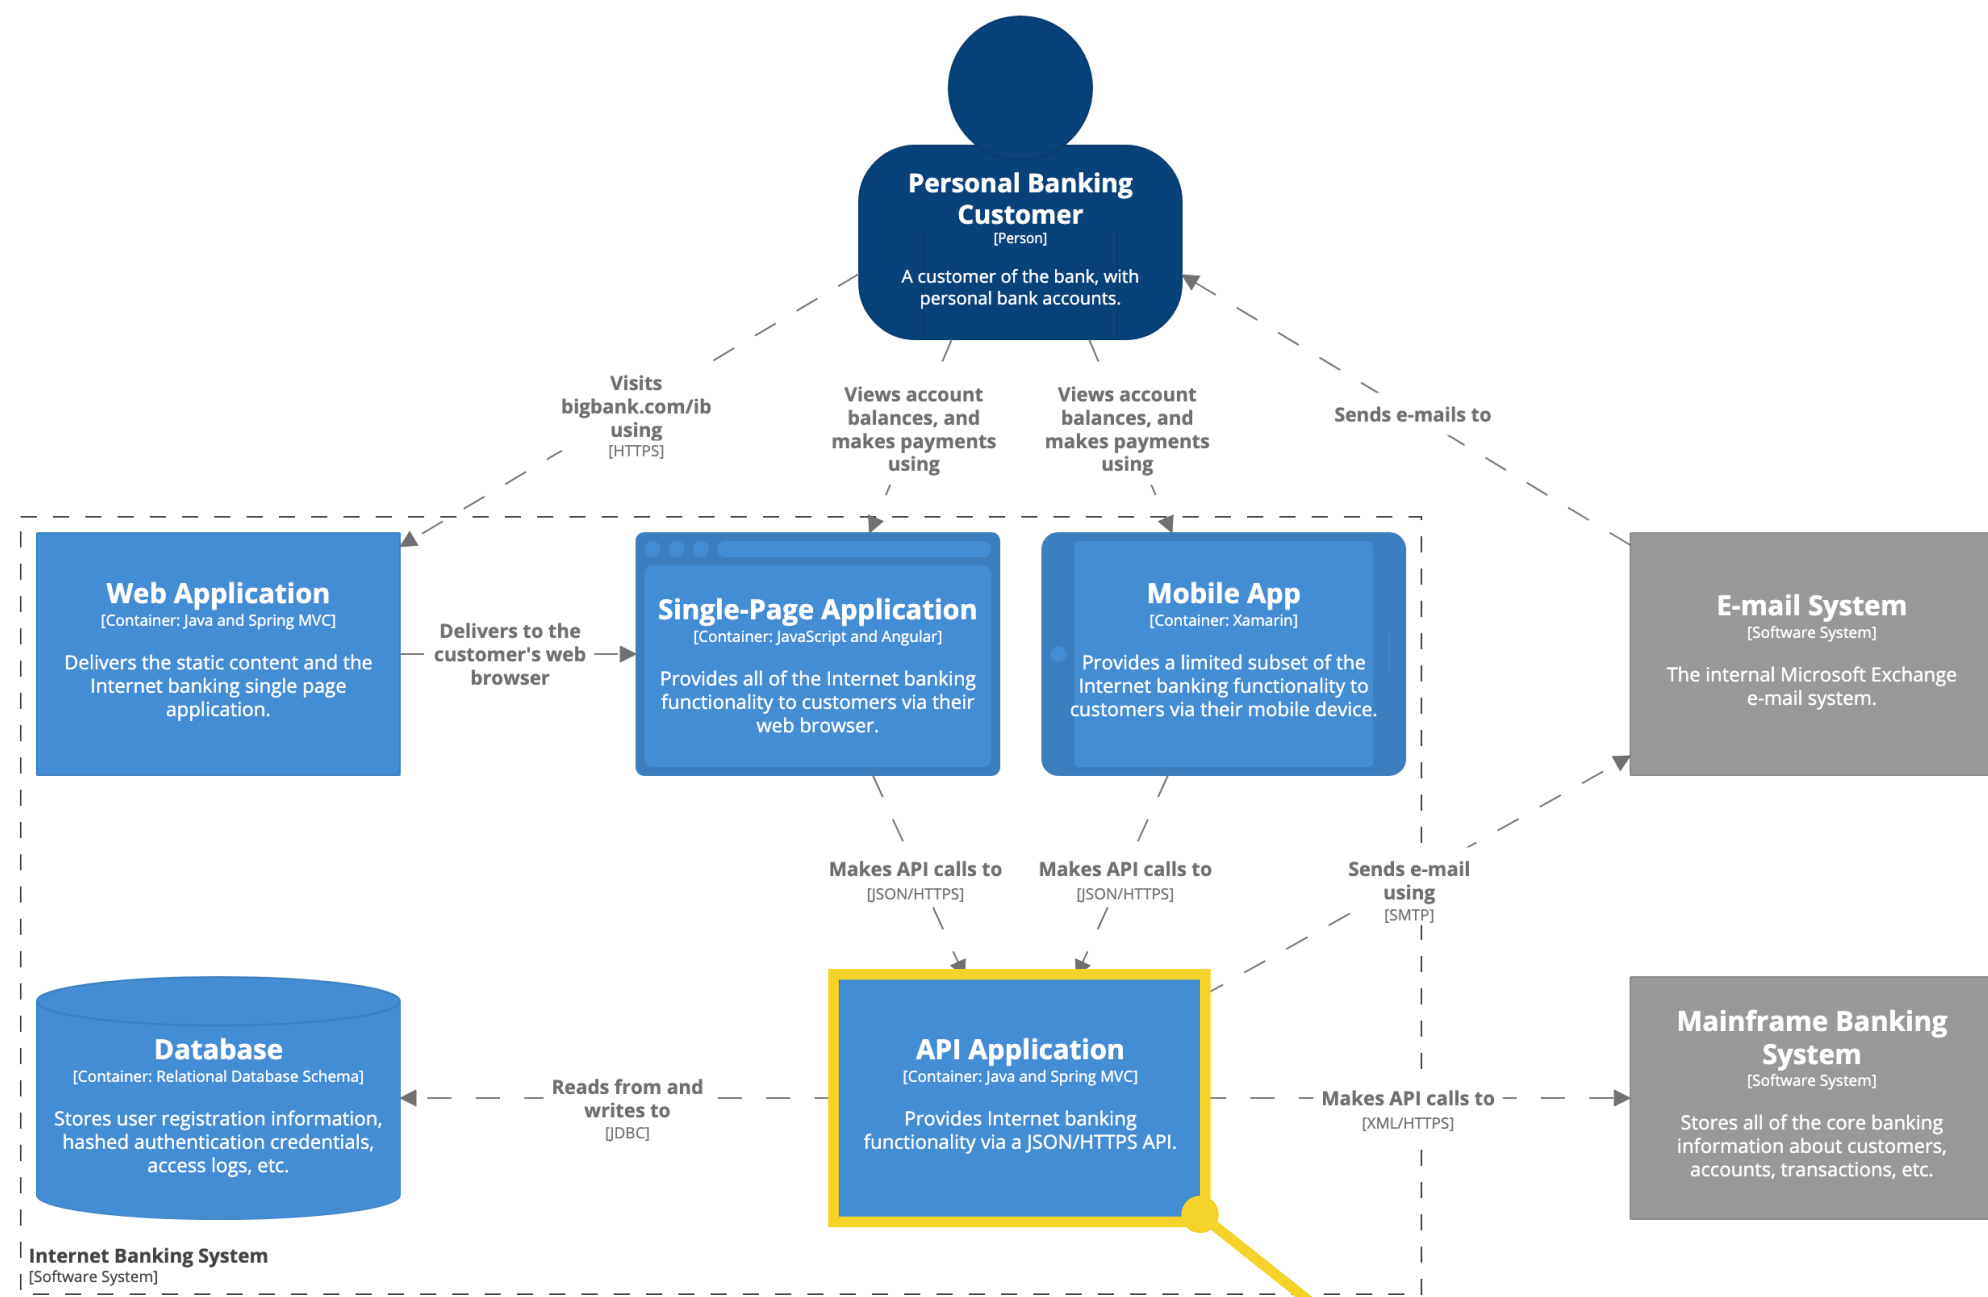 Personal Banking
Customer
[Person]
A customer of the bank, with
personal bank accounts.
Visits
bigbank.com/ib
using
[HTTPS]
Views account
balances, and
makes payments
using
Views account
balances, and
makes payments
using
Sends e-mails to
Web Application
[Container: Java and Spring MVC]
Delivers the static content and the
Internet banking single page
application.
Delivers to the
customer's web
browser
Single-Page Application
[Container: JavaScript and Angular]
Provides all of the Internet banking
functionality to customers via their
web browser.
Mobile App
[Container: Xamarin]
Provides a limited subset of the
Internet banking functionality to
customers via their mobile device.
E-mail System
[Software System]
The internal Microsoft Exchange
e-mail system.
Makes API calls to
[JSON/HTTPS]
Makes API calls to
[JSON/HTTPS]
Sends e-mail
using
[SMTP]
Database
[Container: Relational Database Schema]
Stores user registration information,
hashed authentication credentials,
access logs, etc.
Reads from and
writes to
[JDBC]
API Application
[Container: Java and Spring MVC]
Provides Internet banking
functionality via a JSON/HTTPS API.
Makes API calls to
[XML/HTTPS]
Mainframe Banking
System
[Software System]
Stores all of the core banking
information about customers,
accounts, transactions, etc.
Internet Banking System
[Software System]